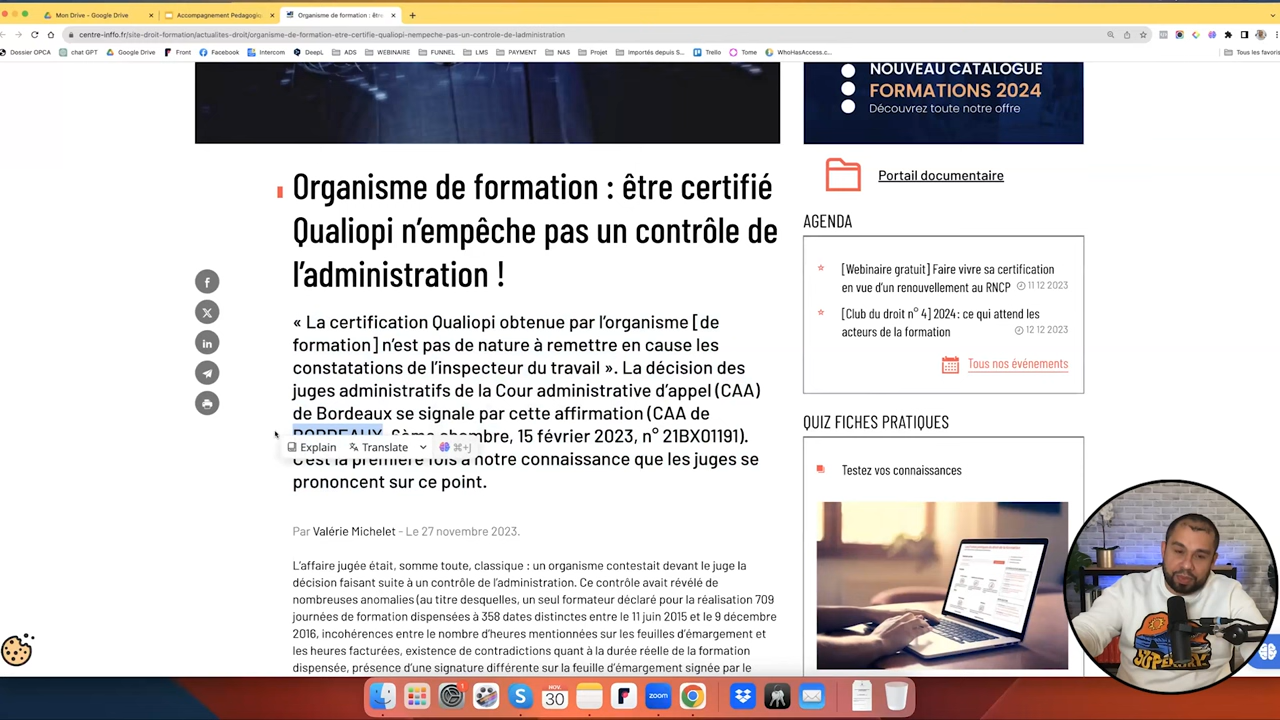 Mon Drive - Google Drive
Accompagnement Pedagogi
Organisme de formation : être
centre-inffo.fr/site-droit-formation/actualites-droit/organisme-de-formation-etre-certifie-qualiopi-nempeche-pas-un-controle-de-ladministration
Dossier OPCA
chat GPT
Google Drive
Front
Facebook
Intercom
DeepL
ADS
WEBINAIRE
FUNNEL
LMS
PAYMENT
NAS
Projet
Importés depuis S...
Trello
Tome
WhoHasAccess.c...
Tous les favoris
NOUVEAU CATALOGUE
FORMATIONS 2024
Découvrez toute notre offre
Portail documentaire
Organisme de formation : être certifié
Qualiopi n’empêche pas un contrôle de
l’administration !
« La certification Qualiopi obtenue par l’organisme [de
formation] n’est pas de nature à remettre en cause les
constatations de l’inspecteur du travail ». La décision des
juges administratifs de la Cour administrative d’appel (CAA)
de Bordeaux se signale par cette affirmation (CAA de
BORDEAUX, 5ème chambre, 15 février 2023, n° 21BX01191).
Explain
Translate
⌘+J
C’est la première fois à notre connaissance que les juges se
prononcent sur ce point.
Par Valérie Michelet - Le 27 novembre 2023.
L’affaire jugée était, somme toute, classique : un organisme contestait devant le juge la
décision faisant suite à un contrôle de l’administration. Ce contrôle avait révélé de
nombreuses anomalies (au titre desquelles, un seul formateur déclaré pour la réalisation 709
journées de formation dispensées à 358 dates distinctes entre le 11 juin 2015 et le 9 décembre
2016, incohérences entre le nombre d’heures mentionnées sur les feuilles d’émargement et
les heures facturées, existence de contradictions quant à la durée réelle de la formation
dispensée, présence d’une signature différente sur la feuille d’émargement signée par le
AGENDA
[Webinaire gratuit] Faire vivre sa certification
en vue d’un renouvellement au RNCP 11 12 2023
[Club du droit n° 4] 2024 : ce qui attend les
acteurs de la formation 12 12 2023
Tous nos événements
QUIZ FICHES PRATIQUES
Testez vos connaissances
NOV.
30
zoom